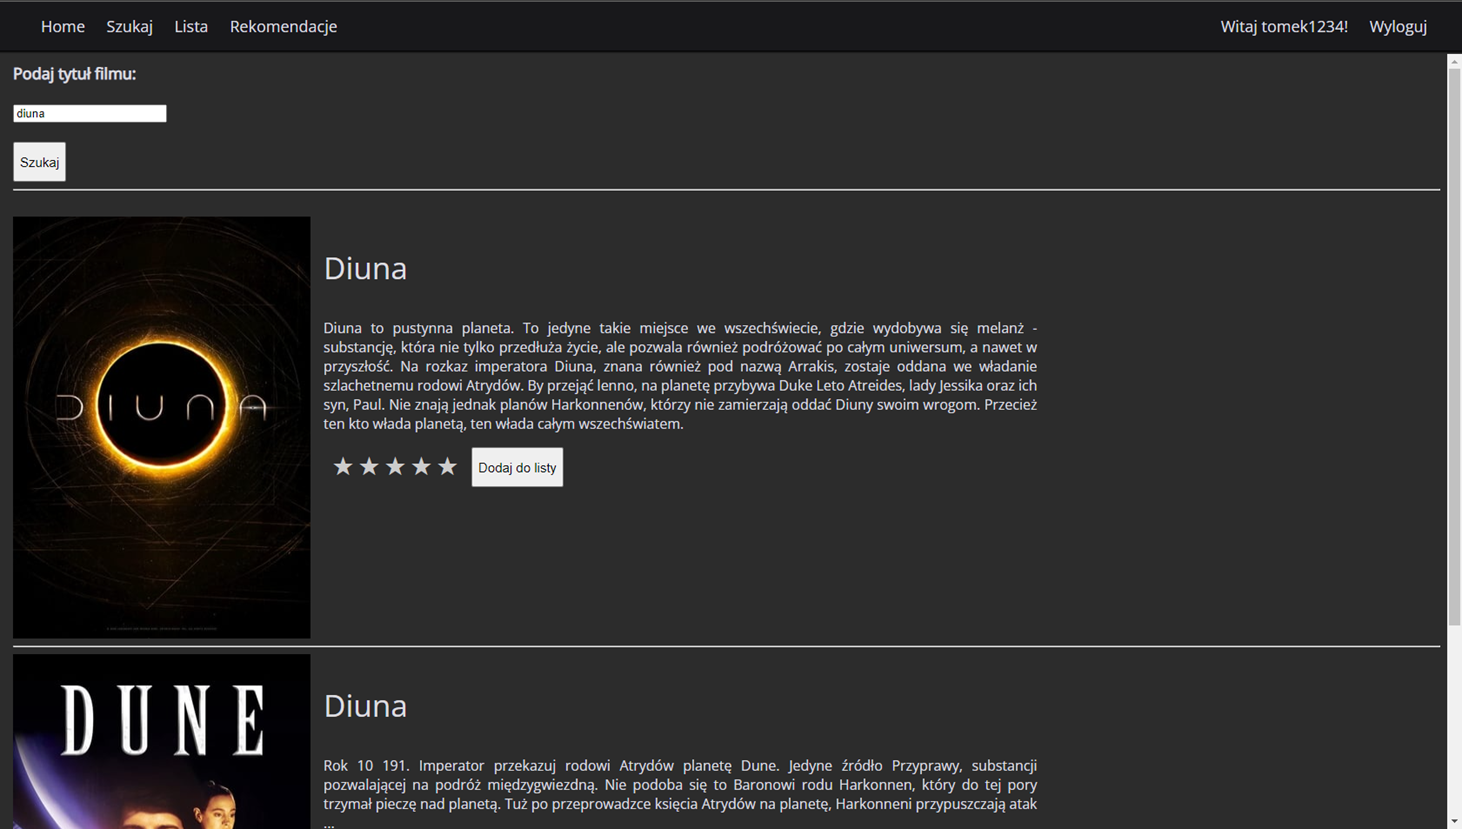 Home Szukaj Lista Rekomendacje Witaj tomek1234! Wyloguj
Podaj tytuł filmu:
diuna
Szukaj
DIUNA
Diuna
Diuna to pustynna planeta. To jedyne takie miejsce we wszechświecie, gdzie wydobywa się melanż -
substancję, która nie tylko przedłuża życie, ale pozwala również podróżować po całym uniwersum, a nawet w
przyszłość. Na rozkaz imperatora Diuna, znana również pod nazwą Arrakis, zostaje oddana we władanie
szlachetnemu rodowi Atrydów. By przejąć lenno, na planetę przybywa Duke Leto Atreides, lady Jessika oraz ich
syn, Paul. Nie znają jednak planów Harkonnenów, którzy nie zamierzają oddać Diuny swoim wrogom. Przecież
ten kto włada planetą, ten włada całym wszechświatem.
★ ★ ★ ★ ★ Dodaj do listy
DUNE
Diuna
Rok 10 191. Imperator przekazuj rodowi Atrydów planetę Dune. Jedyne źródło Przyprawy, substancji
pozwalającej na podróż międzygwiezdną. Nie podoba się to Baronowi rodu Harkonnen, który do tej pory
trzymał pieczę nad planetą. Tuż po przeprowadzce księcia Atrydów na planetę, Harkonneni przypuszczają atak
...